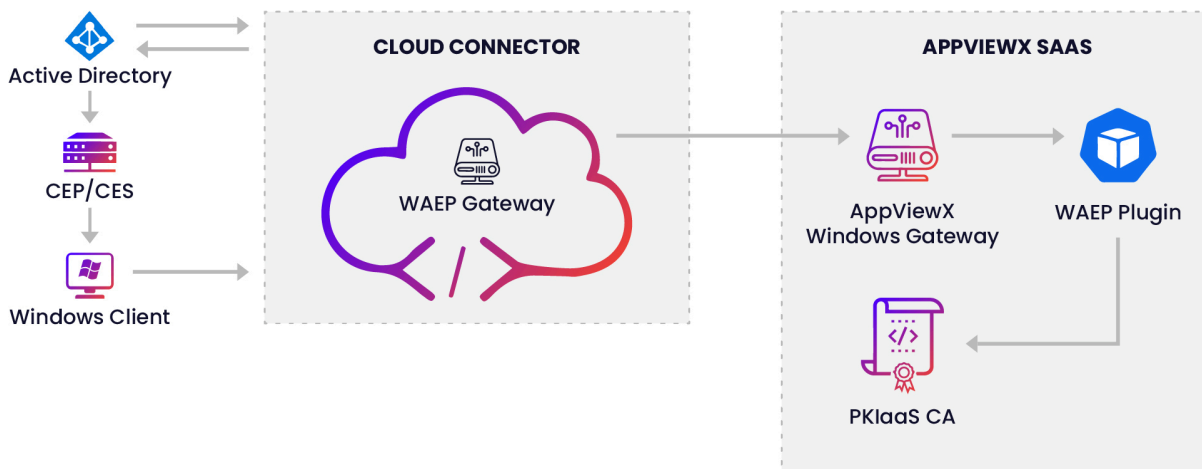 Active Directory
CEP/CES
Windows Client
CLOUD CONNECTOR
WAEP Gateway
APPVIEWX SAAS
AppViewX
Windows Gateway
WAEP Plugin
PKIaaS CA